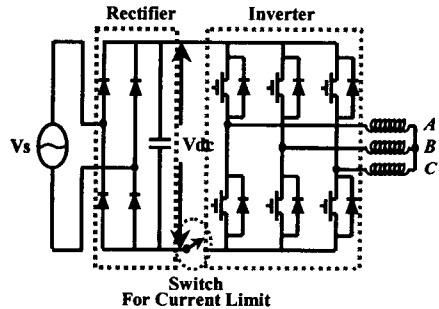 Rectifier
Inverter
Vs
Vdc
A
B
C
Switch
For Current Limit